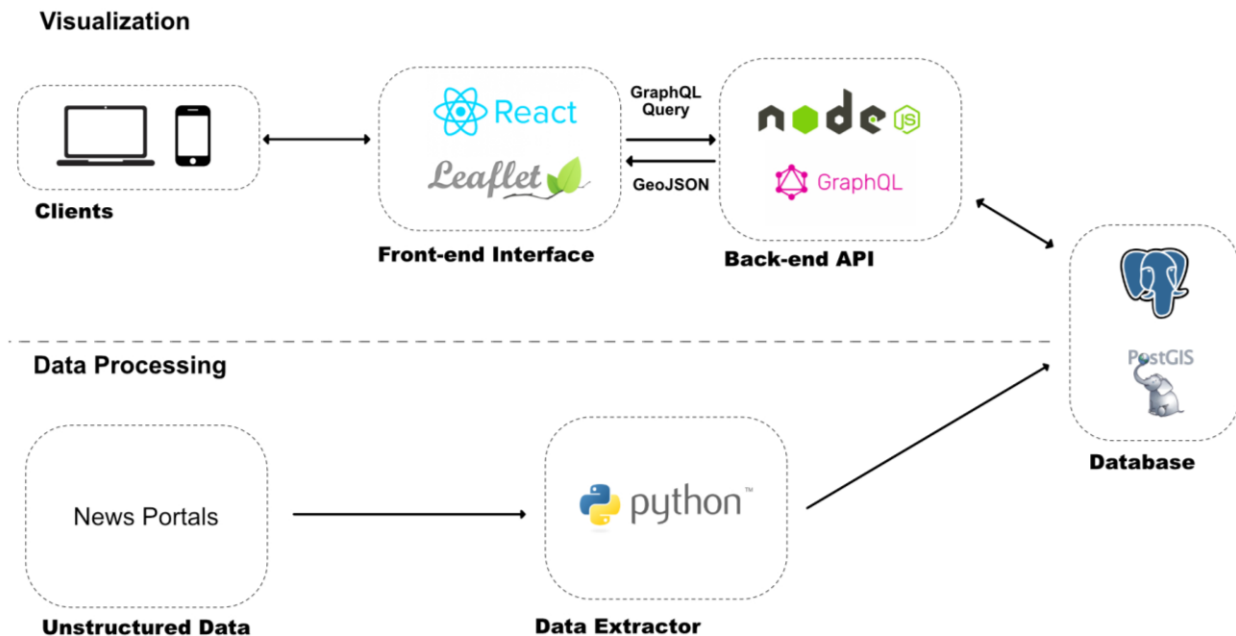 Visualization
React
Leaflet
Clients
Front-end Interface
GraphQL
Query
GeoJSON
node
JS
GraphQL
Back-end API
PostGIS
Database
Data Processing
News Portals
Unstructured Data
python™
Data Extractor